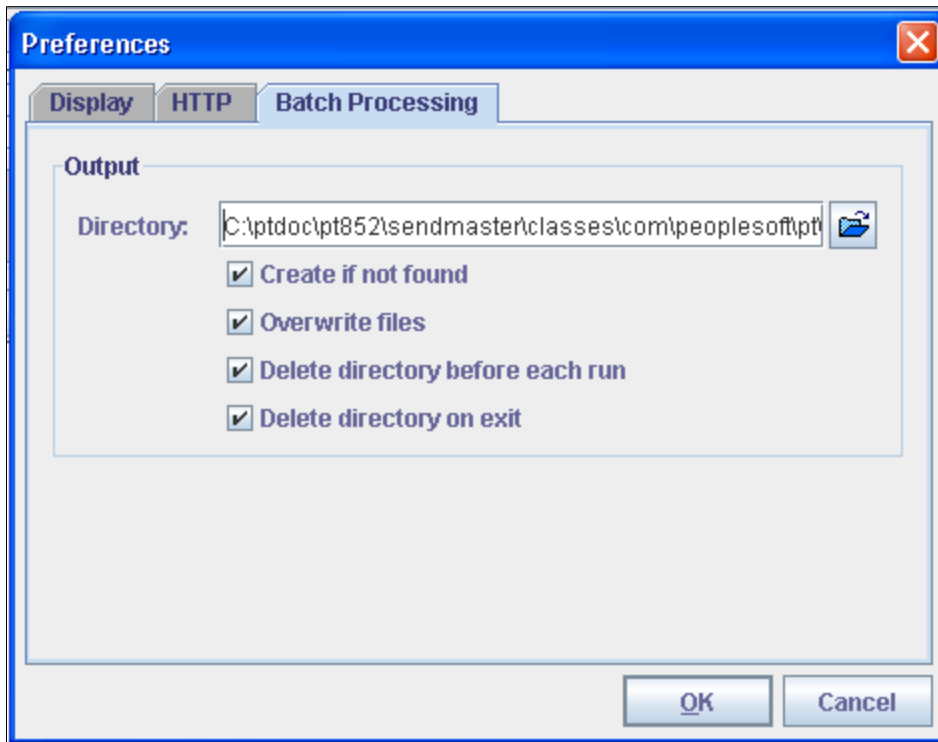 Preferences
Display HTTP Batch Processing
Output
Directory: C:\ptdoc\pt852\sendmaster\classes\com\peoplesoft\pt\
Create if not found
Overwrite files
Delete directory before each run
Delete directory on exit
OK Cancel